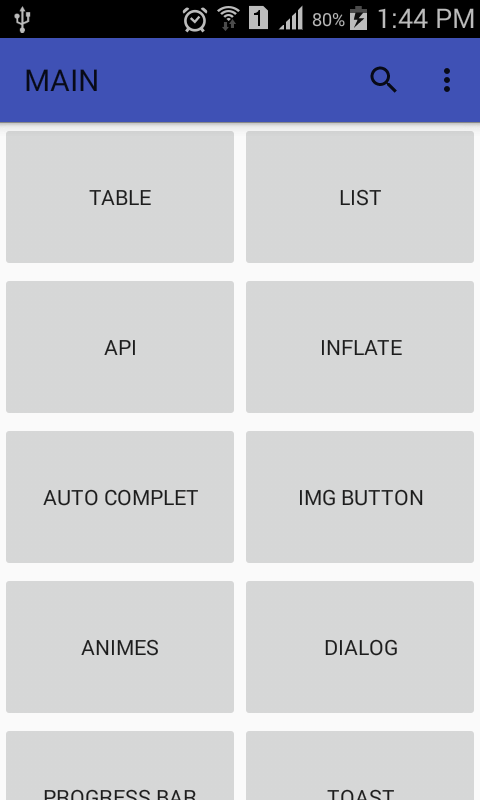 1 80% 1:44 PM
MAIN
TABLE LIST
API INFLATE
AUTO COMPLET IMG BUTTON
ANIMES DIALOG
PROGRESS BAR TOAST